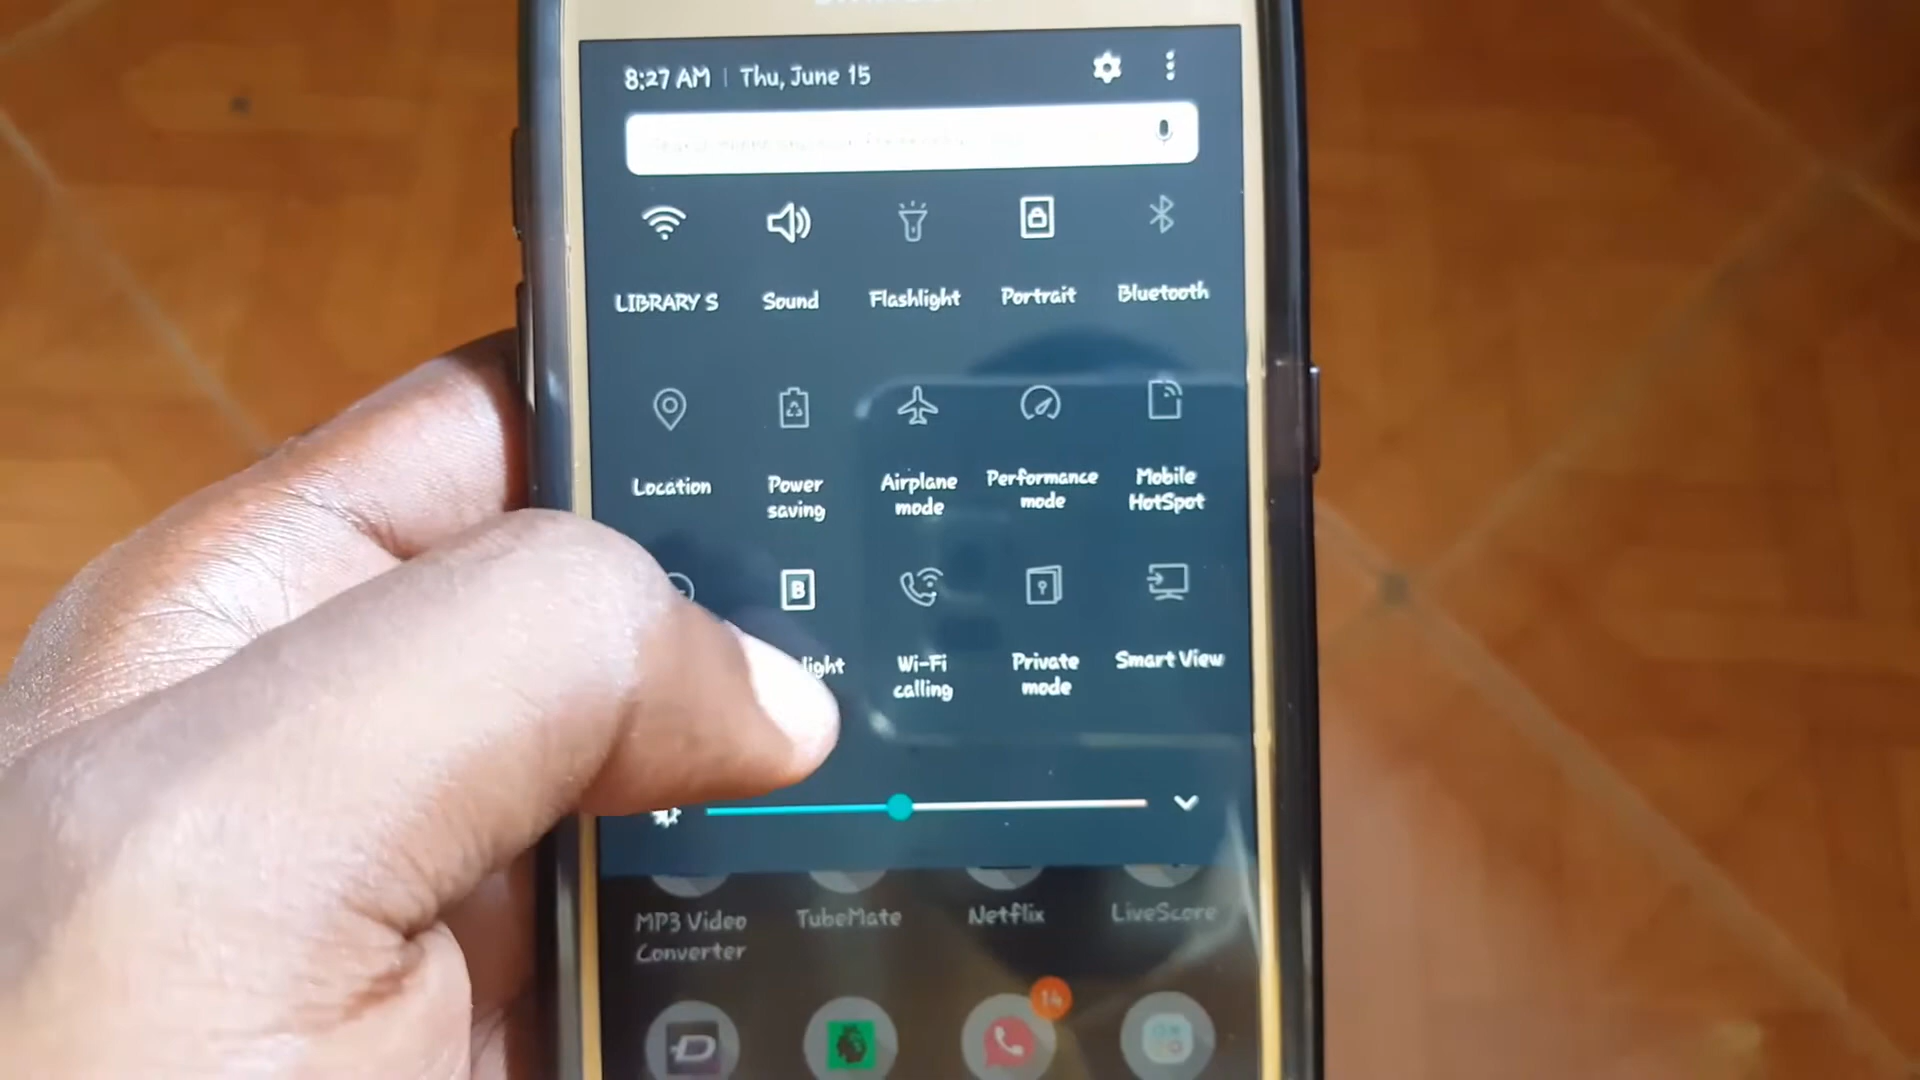 8:27 AM | Thu, June 15
LIBRARY S
Sound
Flashlight
Portrait
Bluetooth
Location
Power
saving
Airplane
mode
Performance
mode
Mobile
HotSpot
B
light
Wi-Fi
calling
Private
mode
Smart View
MP3 Video
Converter
TubeMate
Netflix
LiveScore
14